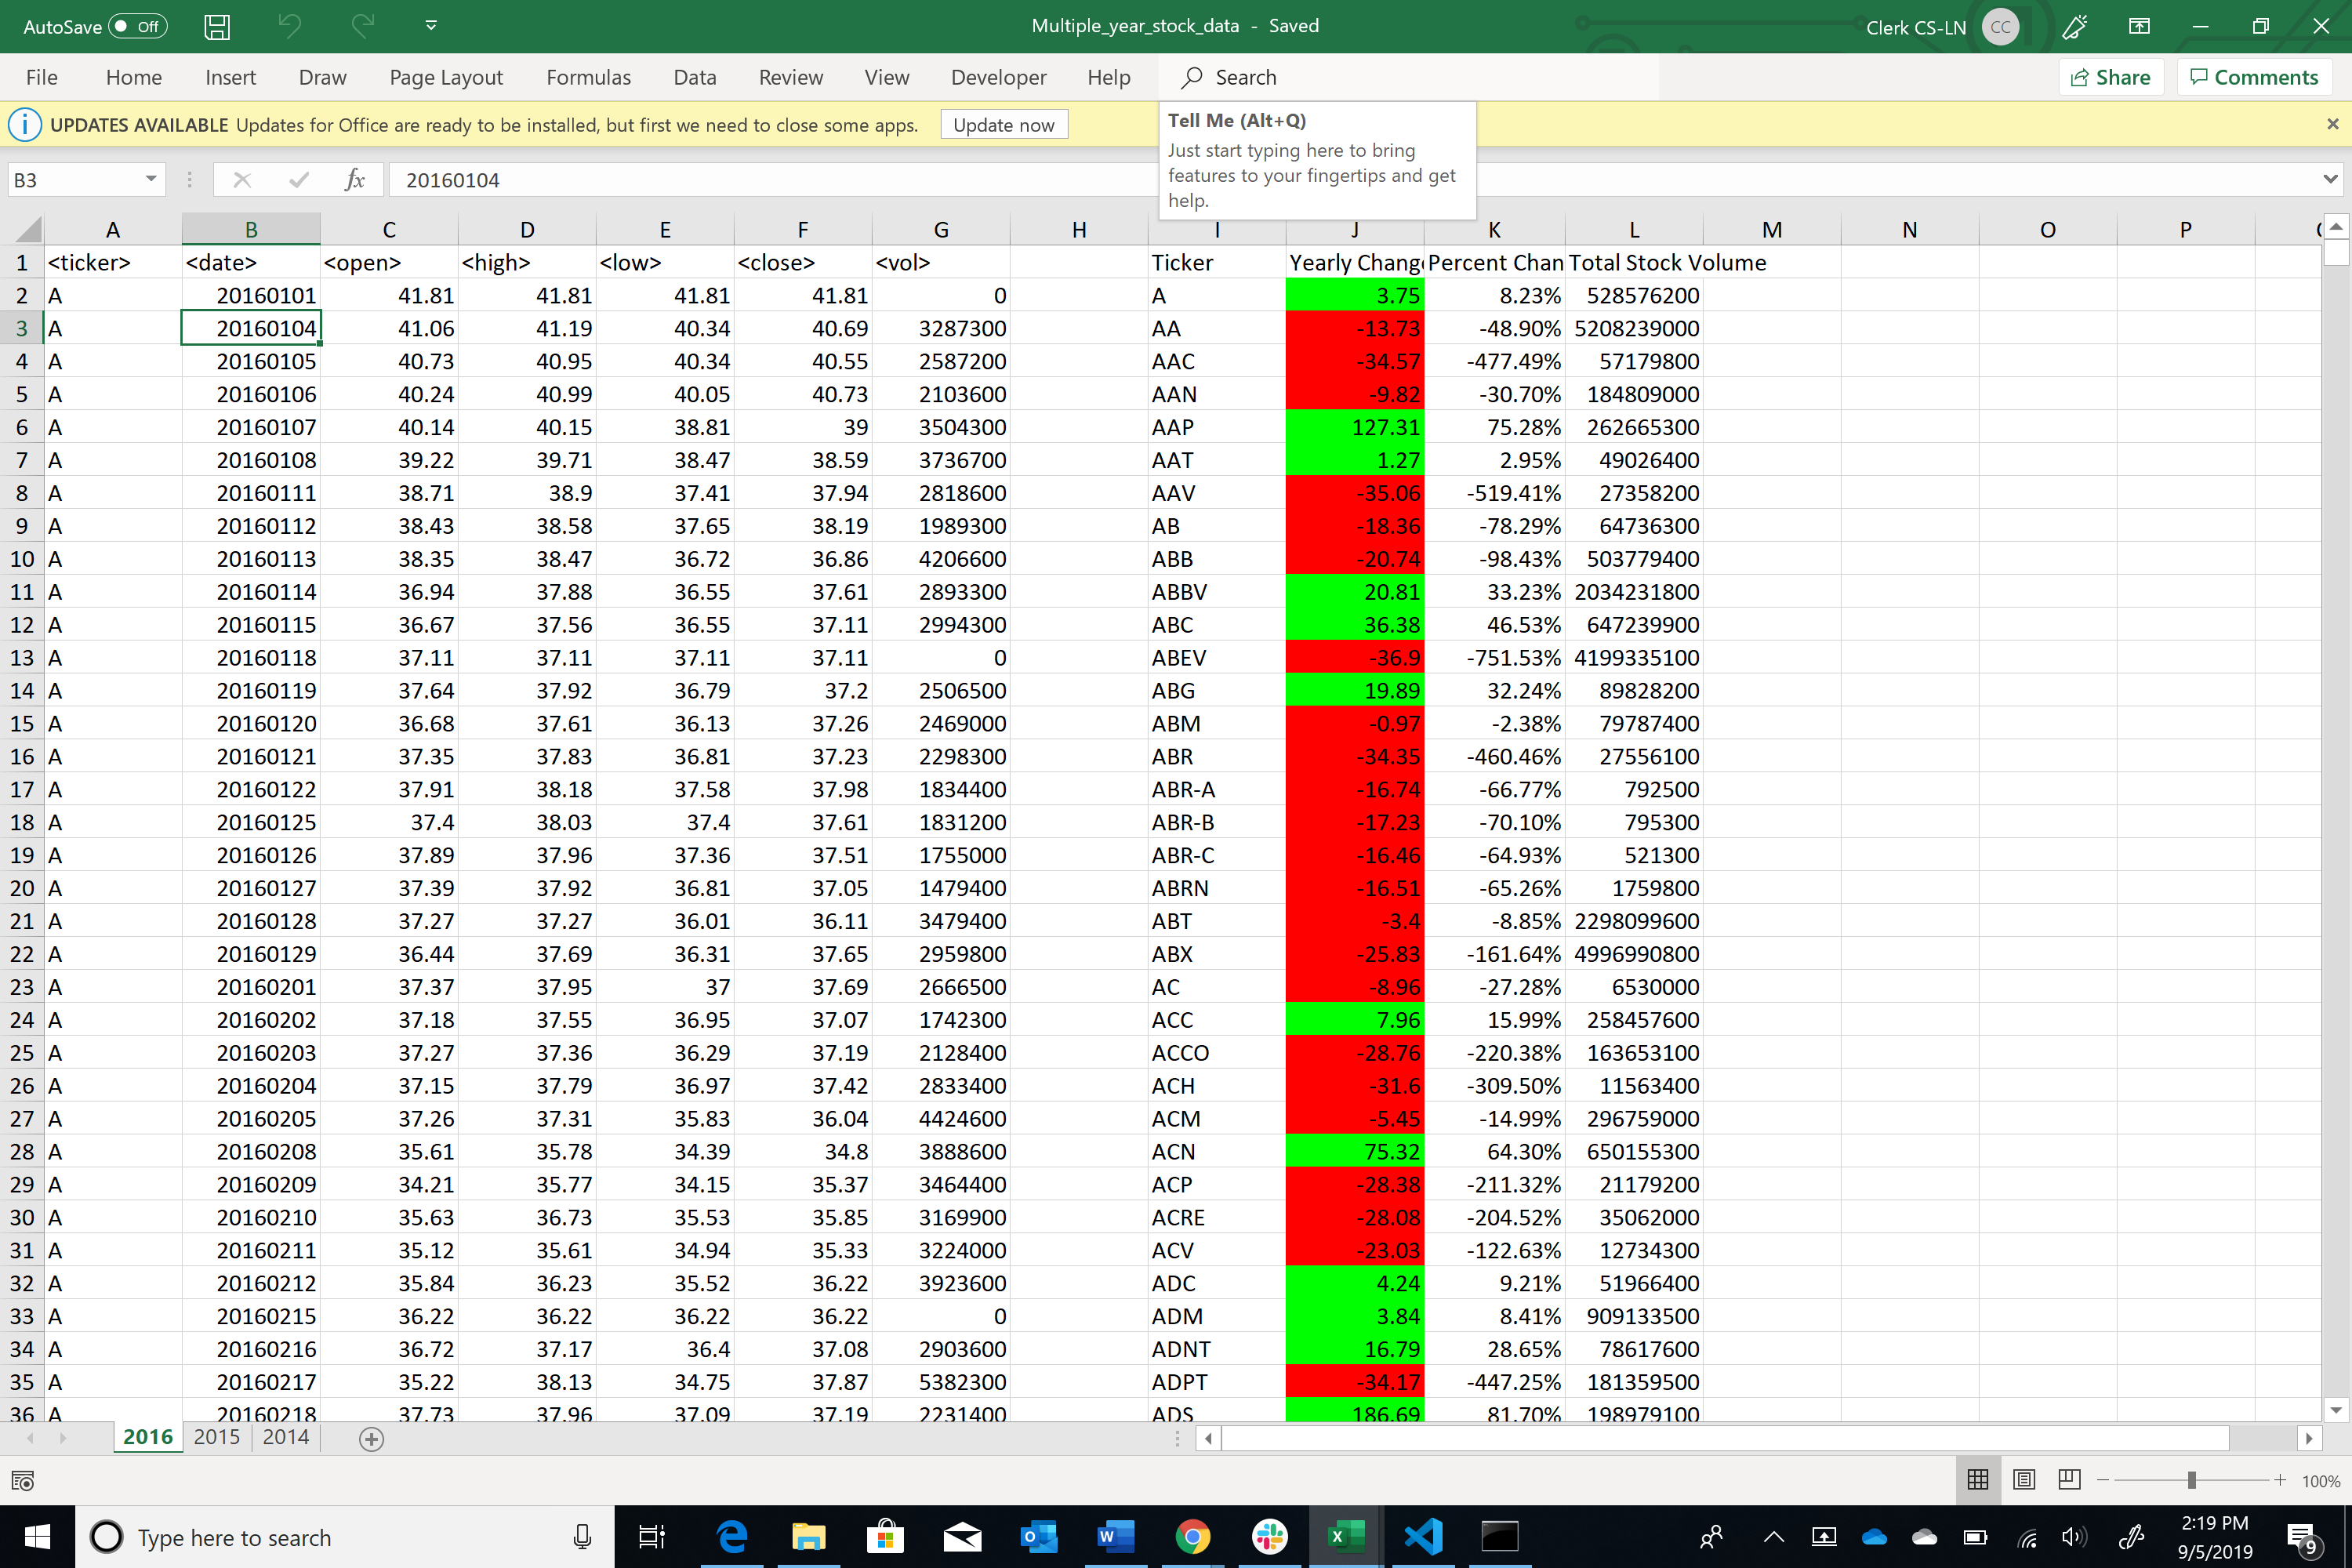 AutoSave Off Multiple_year_stock_data - Saved Clerk CS-LN CC
File Home Insert Draw Page Layout Formulas Data Review View Developer Help Search Share Comments
UPDATES AVAILABLE Updates for Office are ready to be installed, but first we need to close some apps. Update now
Tell Me (Alt+Q)
Just start typing here to bring
features to your fingertips and get
help.
B3 fx 20160104
A B C D E F G H I J K L M N O P
1 <ticker> <date> <open> <high> <low> <close> <vol> Ticker Yearly Chang Percent Chan Total Stock Volume
2 A 20160101 41.81 41.81 41.81 41.81 0 A 3.75 8.23% 528576200
3 A 20160104 41.06 41.19 40.34 40.69 3287300 AA -13.73 -48.90% 5208239000
4 A 20160105 40.73 40.95 40.34 40.55 2587200 AAC -34.57 -477.49% 57179800
5 A 20160106 40.24 40.99 40.05 40.73 2103600 AAN -9.82 -30.70% 184809000
6 A 20160107 40.14 40.15 38.81 39 3504300 AAP 127.31 75.28% 262665300
7 A 20160108 39.22 39.71 38.47 38.59 3736700 AAT 1.27 2.95% 49026400
8 A 20160111 38.71 38.9 37.41 37.94 2818600 AAV -35.06 -519.41% 27358200
9 A 20160112 38.43 38.58 37.65 38.19 1989300 AB -18.36 -78.29% 64736300
10 A 20160113 38.35 38.47 36.72 36.86 4206600 ABB -20.74 -98.43% 503779400
11 A 20160114 36.94 37.88 36.55 37.61 2893300 ABBV 20.81 33.23% 2034231800
12 A 20160115 36.67 37.56 36.55 37.11 2994300 ABC 36.38 46.53% 647239900
13 A 20160118 37.11 37.11 37.11 37.11 0 ABEV -36.9 -751.53% 4199335100
14 A 20160119 37.64 37.92 36.79 37.2 2506500 ABG 19.89 32.24% 89828200
15 A 20160120 36.68 37.61 36.13 37.26 2469000 ABM -0.97 -2.38% 79787400
16 A 20160121 37.35 37.83 36.81 37.23 2298300 ABR -34.35 -460.46% 27556100
17 A 20160122 37.91 38.18 37.58 37.98 1834400 ABR-A -16.74 -66.77% 792500
18 A 20160125 37.4 38.03 37.4 37.61 1831200 ABR-B -17.23 -70.10% 795300
19 A 20160126 37.89 37.96 37.36 37.51 1755000 ABR-C -16.46 -64.93% 521300
20 A 20160127 37.39 37.92 36.81 37.05 1479400 ABRN -16.51 -65.26% 1759800
21 A 20160128 37.27 37.27 36.01 36.11 3479400 ABT -3.4 -8.85% 2298099600
22 A 20160129 36.44 37.69 36.31 37.65 2959800 ABX -25.83 -161.64% 4996990800
23 A 20160201 37.37 37.95 37 37.69 2666500 AC -8.96 -27.28% 6530000
24 A 20160202 37.18 37.55 36.95 37.07 1742300 ACC 7.96 15.99% 258457600
25 A 20160203 37.27 37.36 36.29 37.19 2128400 ACCO -28.76 -220.38% 163653100
26 A 20160204 37.15 37.79 36.97 37.42 2833400 ACH -31.6 -309.50% 11563400
27 A 20160205 37.26 37.31 35.83 36.04 4424600 ACM -5.45 -14.99% 296759000
28 A 20160208 35.61 35.78 34.39 34.8 3888600 ACN 75.32 64.30% 650155300
29 A 20160209 34.21 35.77 34.15 35.37 3464400 ACP -28.38 -211.32% 21179200
30 A 20160210 35.63 36.73 35.53 35.85 3169900 ACRE -28.08 -204.52% 35062000
31 A 20160211 35.12 35.61 34.94 35.33 3224000 ACV -23.03 -122.63% 12734300
32 A 20160212 35.84 36.23 35.52 36.22 3923600 ADC 4.24 9.21% 51966400
33 A 20160215 36.22 36.22 36.22 36.22 0 ADM 3.84 8.41% 909133500
34 A 20160216 36.72 37.17 36.4 37.08 2903600 ADNT 16.79 28.65% 78617600
35 A 20160217 35.22 38.13 34.75 37.87 5382300 ADPT -34.17 -447.25% 181359500
36 A 20160218 37.73 37.96 37.09 37.19 2231400 ADS 186.69 81.70% 198979100
2016 2015 2014
100%
Type here to search
2:19 PM
9/5/2019
9